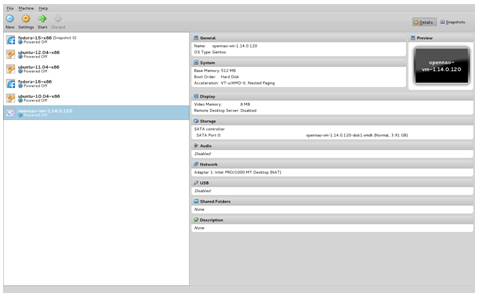 File Machine Help
New Settings Start Discard
Details Snapshots
fedora-15-x86 (Snapshot 0)
Powered Off
ubuntu-12.04-x86
Powered Off
ubuntu-11.04-x86
Powered Off
fedora-16-x86
Powered Off
ubuntu-10.04-x86
Powered Off
opennao-vm-1.14.0.120
Powered Off
General
Name: opennao-vm-1.14.0.120
OS Type: Gentoo
System
Base Memory: 512 MB
Boot Order: Hard Disk
Acceleration: VT-x/AMD-V, Nested Paging
Display
Video Memory: 8 MB
Remote Desktop Server: Disabled
Storage
SATA controller
SATA Port 0: opennao-vm-1.14.0.120-disk1.vmdk (Normal, 3.91 GB)
Audio
Disabled
Network
Adapter 1: Intel PRO/1000 MT Desktop (NAT)
USB
Disabled
Shared Folders
None
Description
None
Preview
opennao-
vm-1.14.0.120